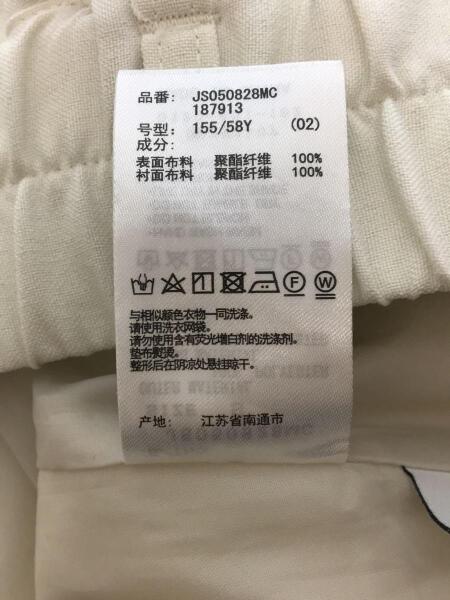 品番: JS050828MC
187913
号型: 155/58Y (02)
成分:
表面布料 聚酯纤维 100%
衬面布料 聚酯纤维 100%
F W
与相似颜色衣物一同洗涤。
请使用洗衣网袋。
请勿使用含有荧光增白剂的洗涤剂。
垫布熨烫。
整形后在阴凉处悬挂晾干。
产地: 江苏省南通市